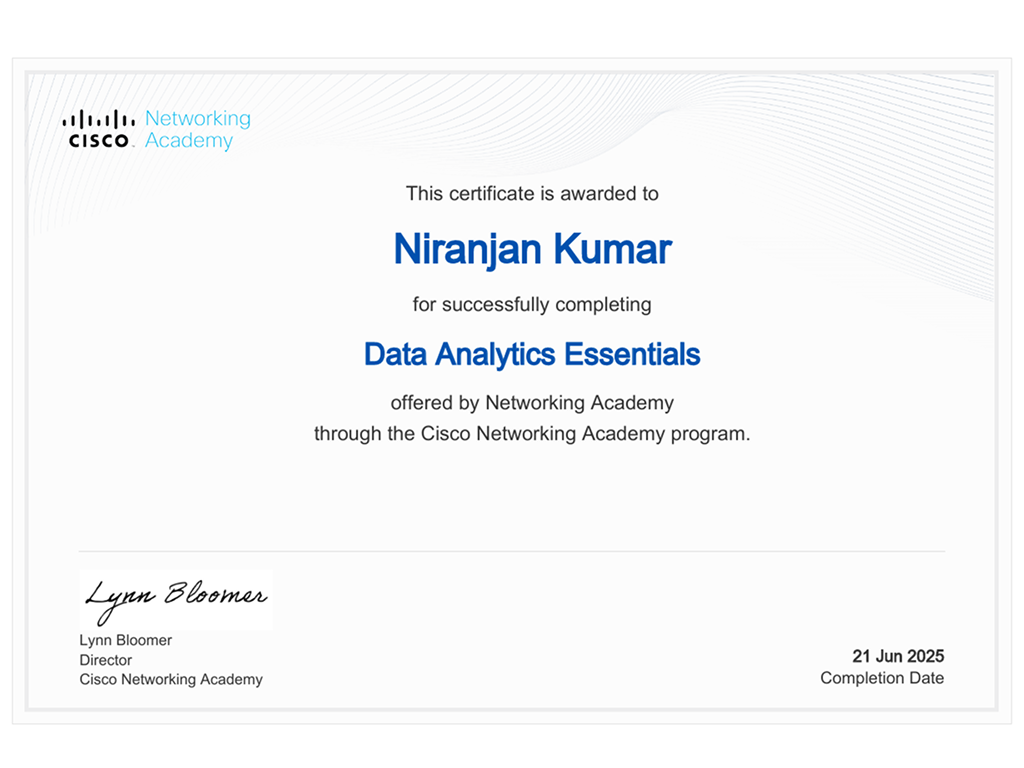 Networking
CISCO Academy
This certificate is awarded to
Niranjan Kumar
for successfully completing
Data Analytics Essentials
offered by Networking Academy
through the Cisco Networking Academy program.
Lynn Bloomer
Lynn Bloomer
Director
Cisco Networking Academy
21 Jun 2025
Completion Date